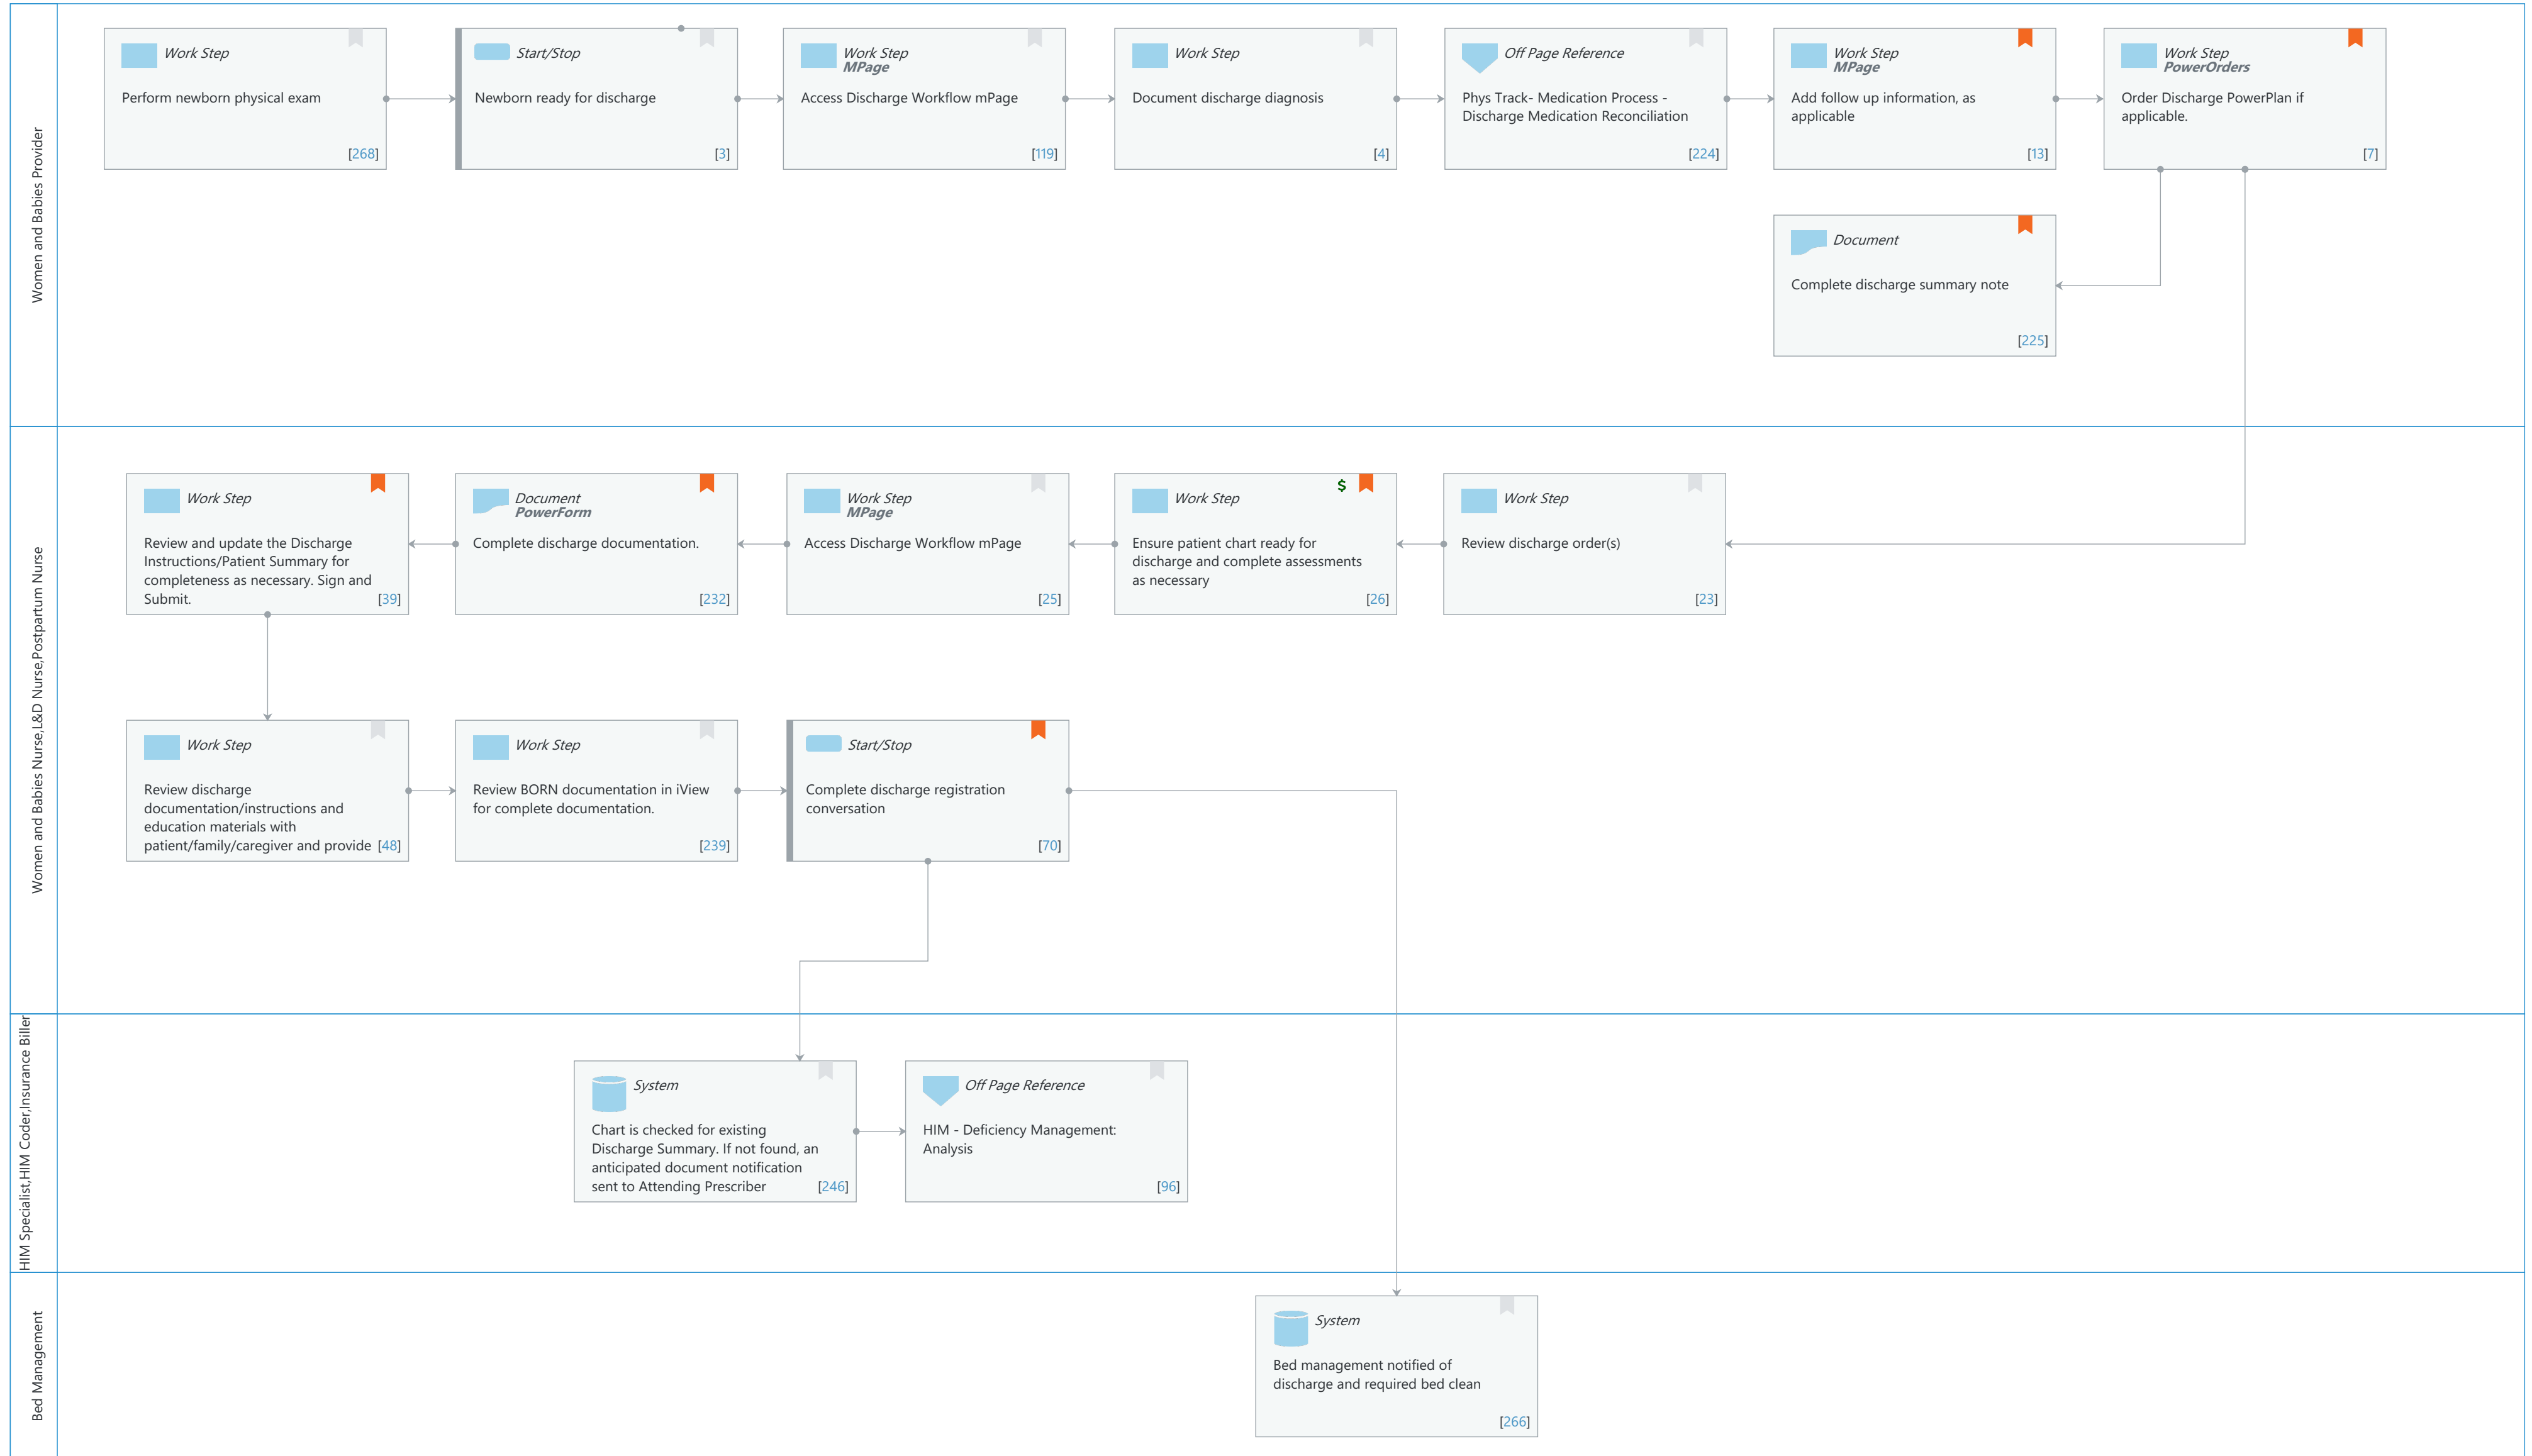 Women and Babies Provider
Work Step
Perform newborn physical exam
[268]
Start/Stop
Newborn ready for discharge
[3]
Work Step
MPage
Access Discharge Workflow mPage
[119]
Work Step
Document discharge diagnosis
[4]
Off Page Reference
Phys Track- Medication Process -
Discharge Medication Reconciliation
[224]
Work Step
MPage
Add follow up information, as
applicable
[13]
Work Step
PowerOrders
Order Discharge PowerPlan if
applicable.
[7]
Document
Complete discharge summary note
[225]
Women and Babies Nurse,L&D Nurse,Postpartum Nurse
Work Step
Review discharge order(s)
[23]
$
Work Step
Ensure patient chart ready for
discharge and complete assessments
as necessary
[26]
Work Step
MPage
Access Discharge Workflow mPage
[25]
Document
PowerForm
Complete discharge documentation.
[232]
Work Step
Review and update the Discharge
Instructions/Patient Summary for
completeness as necessary. Sign and
Submit.
[39]
Work Step
Review discharge
documentation/instructions and
education materials with
patient/family/caregiver and provide
[48]
Work Step
Review BORN documentation in iView
for complete documentation.
[239]
Start/Stop
Complete discharge registration
conversation
[70]
HIM Specialist,HIM Coder,Insurance Biller
System
Chart is checked for existing
Discharge Summary. If not found, an
anticipated document notification
sent to Attending Prescriber
[246]
Off Page Reference
HIM - Deficiency Management:
Analysis
[96]
Bed Management
System
Bed management notified of
discharge and required bed clean
[266]